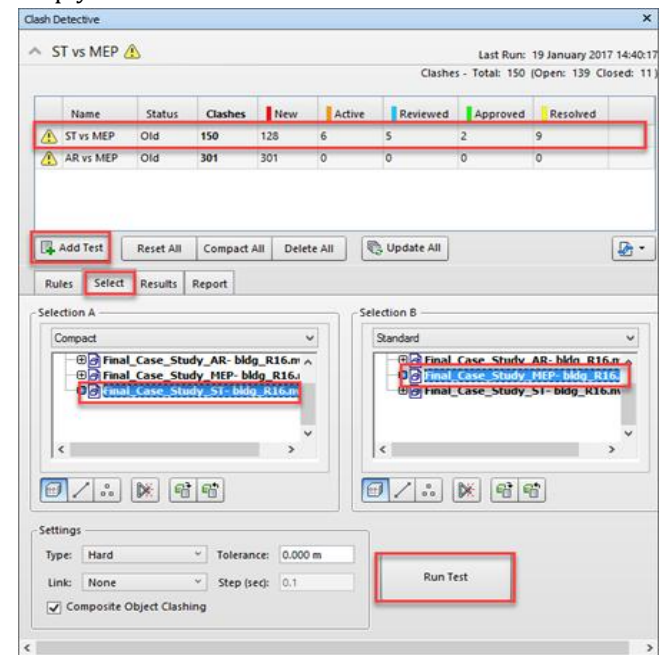 Clash Detective
ST vs MEP
Last Run: 19 January 2017 14:40:17
Clashes - Total: 150 (Open: 139 Closed: 11)
Name Status Clashes New Active Reviewed Approved Resolved
ST vs MEP Old 150 128 6 5 2 9
AR vs MEP Old 301 301 0 0 0 0
Add Test Reset All Compact All Delete All Update All
Rules Select Results Report
Selection A Selection B
Compact Standard
Final_Case_Study_AR- bldg_R16.n Final_Case_Study_AR- bldg_R16.n
Final_Case_Study_MEP- bldg_R16. Final_Case_Study_MEP- bldg_R16.
Final_Case_Study_ST- bldg_R16.n Final_Case_Study_ST- bldg_R16.n
Settings
Type: Hard Tolerance: 0.000 m
Link: None Step (sec): 0.1
Run Test
Composite Object Clashing